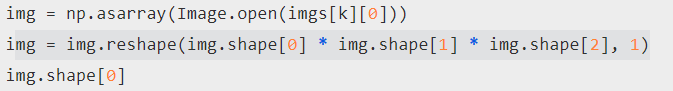 img = np.asarray(Image.open(imgs[k][0]))
img = img.reshape(img.shape[0] * img.shape[1] * img.shape[2], 1)
img.shape[0]